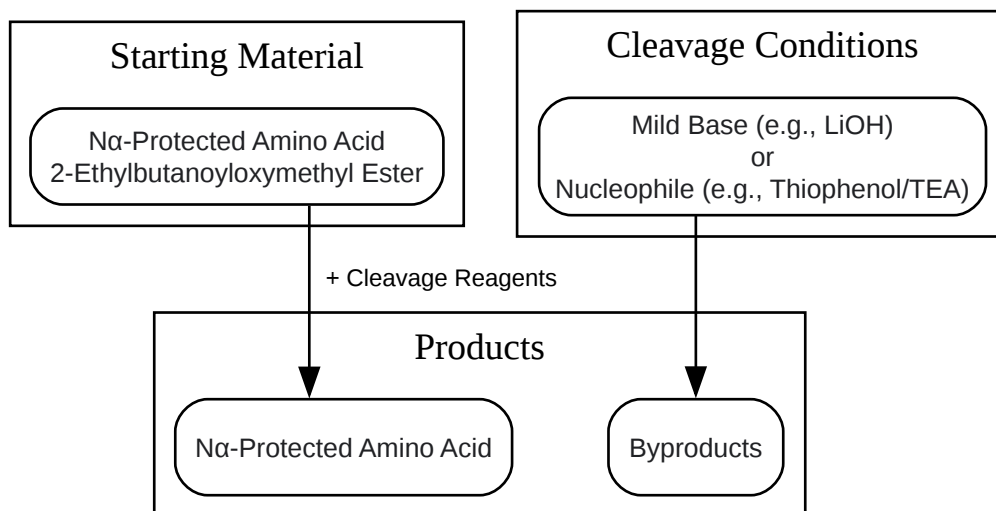 Starting Material
Nα-Protected Amino Acid
2-Ethylbutanoyloxymethyl Ester
Cleavage Conditions
Mild Base (e.g., LiOH)
or
Nucleophile (e.g., Thiophenol/TEA)
+ Cleavage Reagents
Products
Nα-Protected Amino Acid
Byproducts